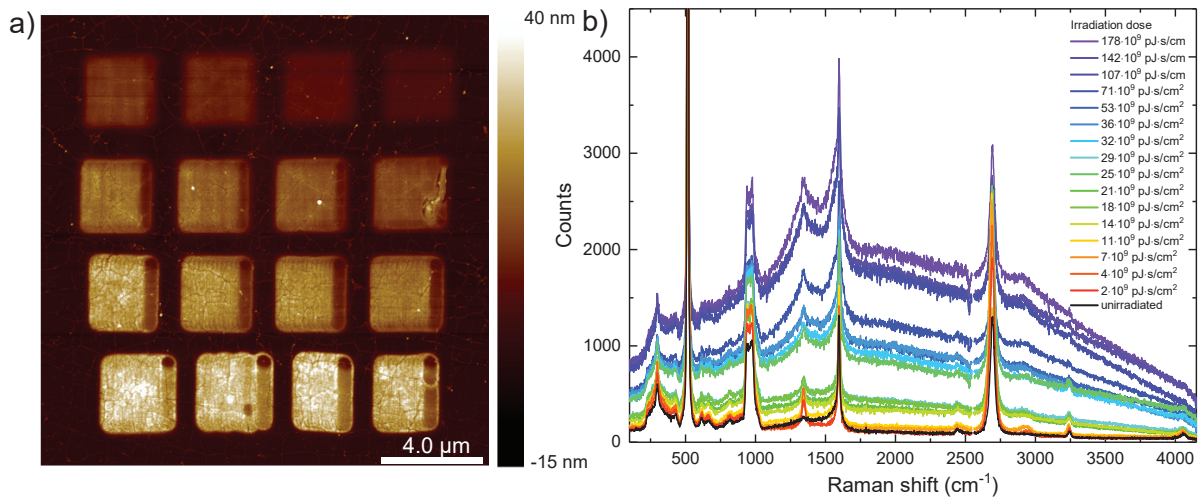 a)
40 nm
-15 nm
4.0 µm
b)
Counts
4000
3000
2000
1000
0
500
1000
1500
2000
2500
3000
3500
4000
Raman shift (cm⁻¹)
Irradiation dose
178·10⁹ pJ·s/cm
142·10⁹ pJ·s/cm
107·10⁹ pJ·s/cm
71·10⁹ pJ·s/cm²
53·10⁹ pJ·s/cm²
36·10⁹ pJ·s/cm²
32·10⁹ pJ·s/cm²
29·10⁹ pJ·s/cm²
25·10⁹ pJ·s/cm²
21·10⁹ pJ·s/cm²
18·10⁹ pJ·s/cm²
14·10⁹ pJ·s/cm²
11·10⁹ pJ·s/cm²
7·10⁹ pJ·s/cm²
4·10⁹ pJ·s/cm²
2·10⁹ pJ·s/cm²
unirradiated